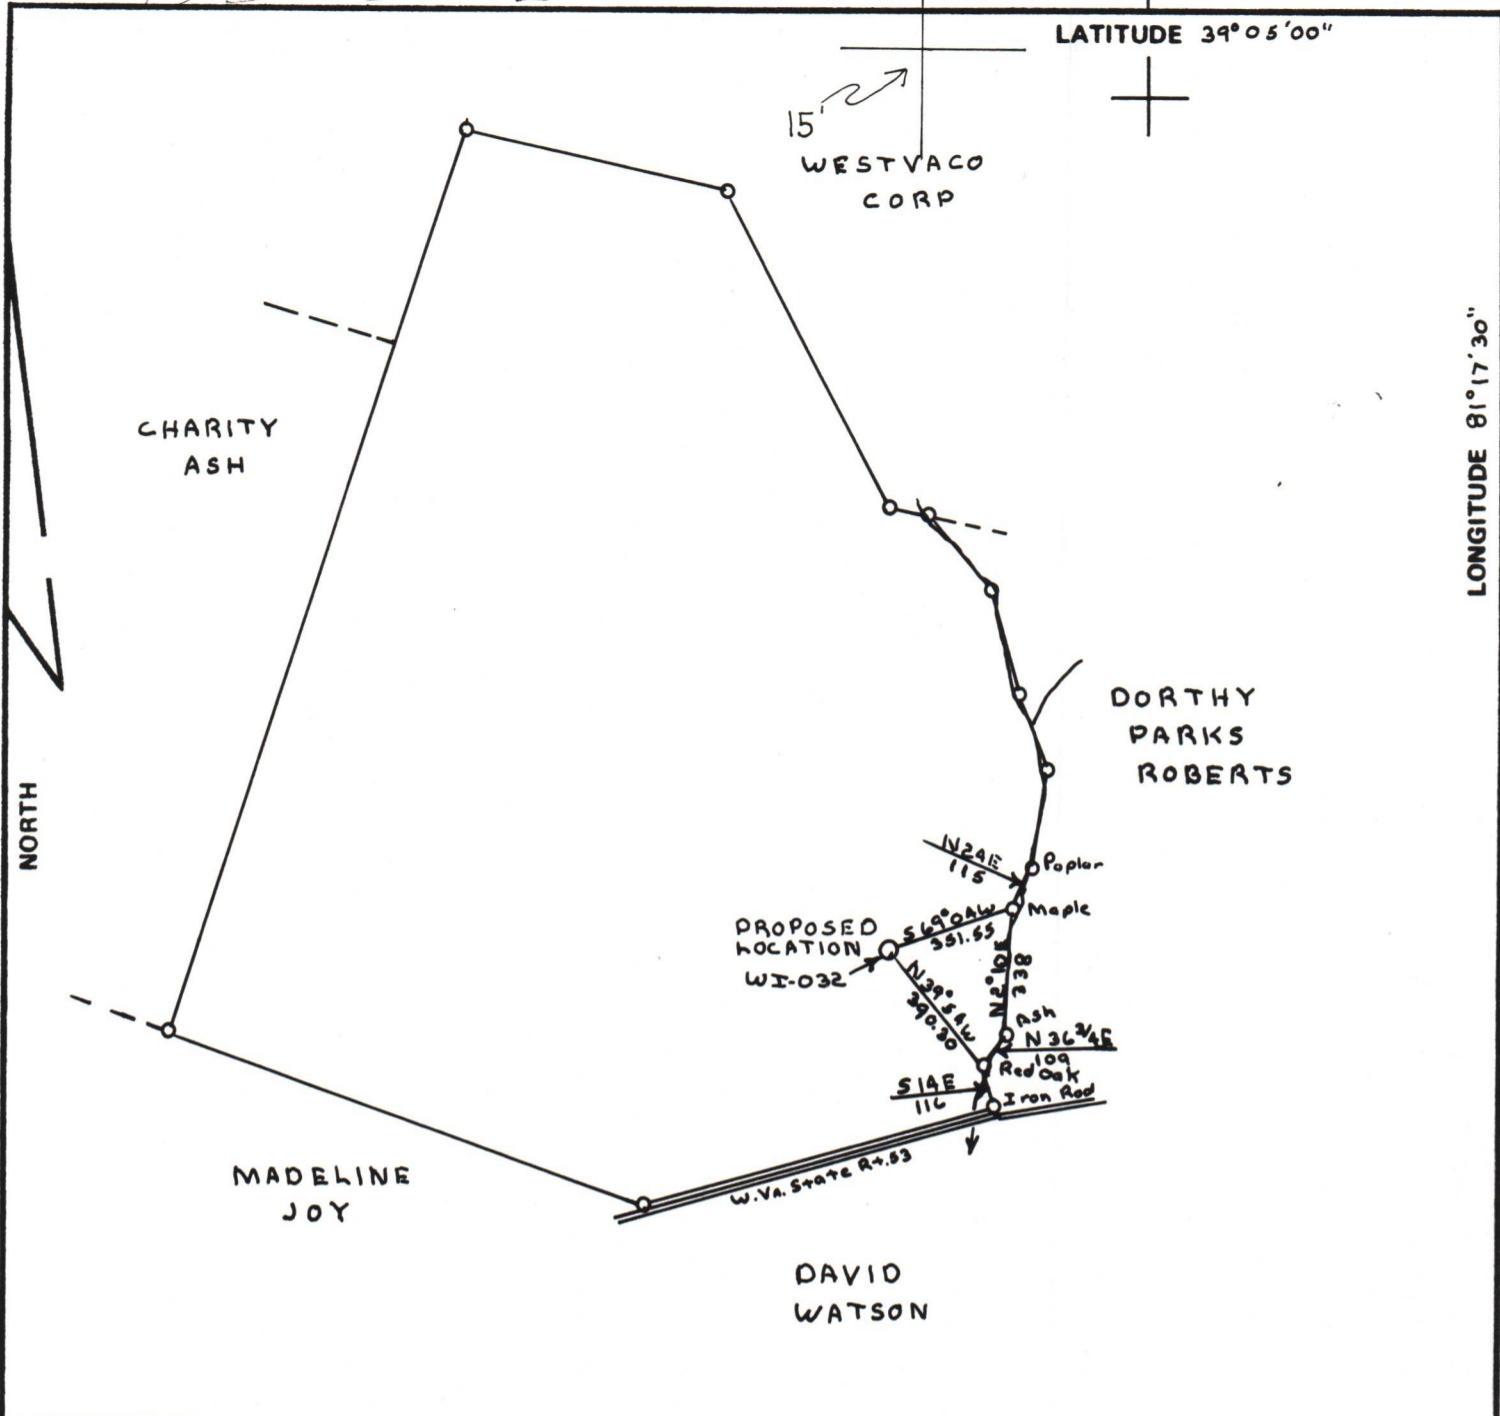 LATITUDE 39°05'00"
15'
WESTVACO
CORP
LONGITUDE 81°17'30"
CHARITY
ASH
DORTHY
PARKS
ROBERTS
NORTH
N24E
115
Poplar
Maple
S69°04W
351.55
PROPOSED
LOCATION
WI-032
N2°10E
338
N39°54W
390.30
Ash
N36 3/4E
109
Red Oak
S14E
116
Iron Rod
W.VA. State Rt.53
MADELINE
JOY
DAVID
WATSON